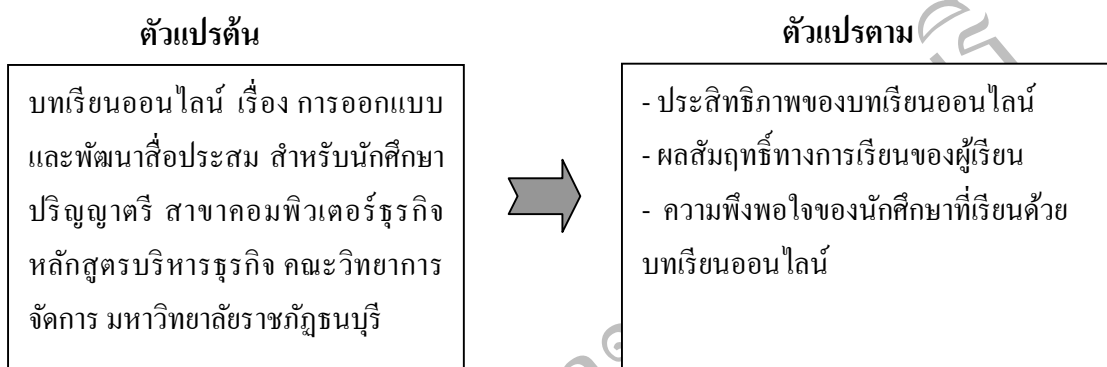 ตัวแปรต้น
บทเรียนออนไลน์ เรื่อง การออกแบบ
และพัฒนาสื่อประสม สำหรับนักศึกษา
ปริญญาตรี สาขาคอมพิวเตอร์ธุรกิจ
หลักสูตรบริหารธุรกิจ คณะวิทยาการ
จัดการ มหาวิทยาลัยราชภัฏธนบุรี
ตัวแปรตาม
- ประสิทธิภาพของบทเรียนออนไลน์
- ผลสัมฤทธิ์ทางการเรียนของผู้เรียน
- ความพึงพอใจของนักศึกษาที่เรียนด้วย
บทเรียนออนไลน์